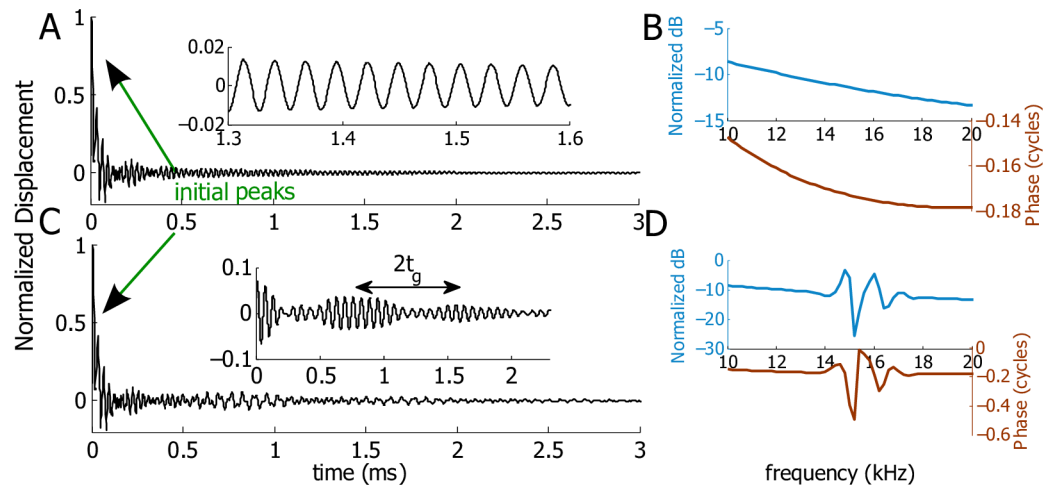 A
B
Normalized Displacement
1
0.5
0
0 0.5 1 1.5 2 2.5 3
0.02
0
−0.02
1.3 1.4 1.5 1.6
initial peaks
Normalized dB
−5
−10
−15
10 12 14 16 18 20
−0.14
−0.16
−0.18
Phase (cycles)
C
D
1
0.5
0
0 0.5 1 1.5 2 2.5 3
time (ms)
0.1
0
−0.1
0 0.5 1 1.5 2
2tg
Normalized dB
0
−10
−20
−30
10 12 14 16 18 20
0
−0.2
−0.4
−0.6
Phase (cycles)
frequency (kHz)